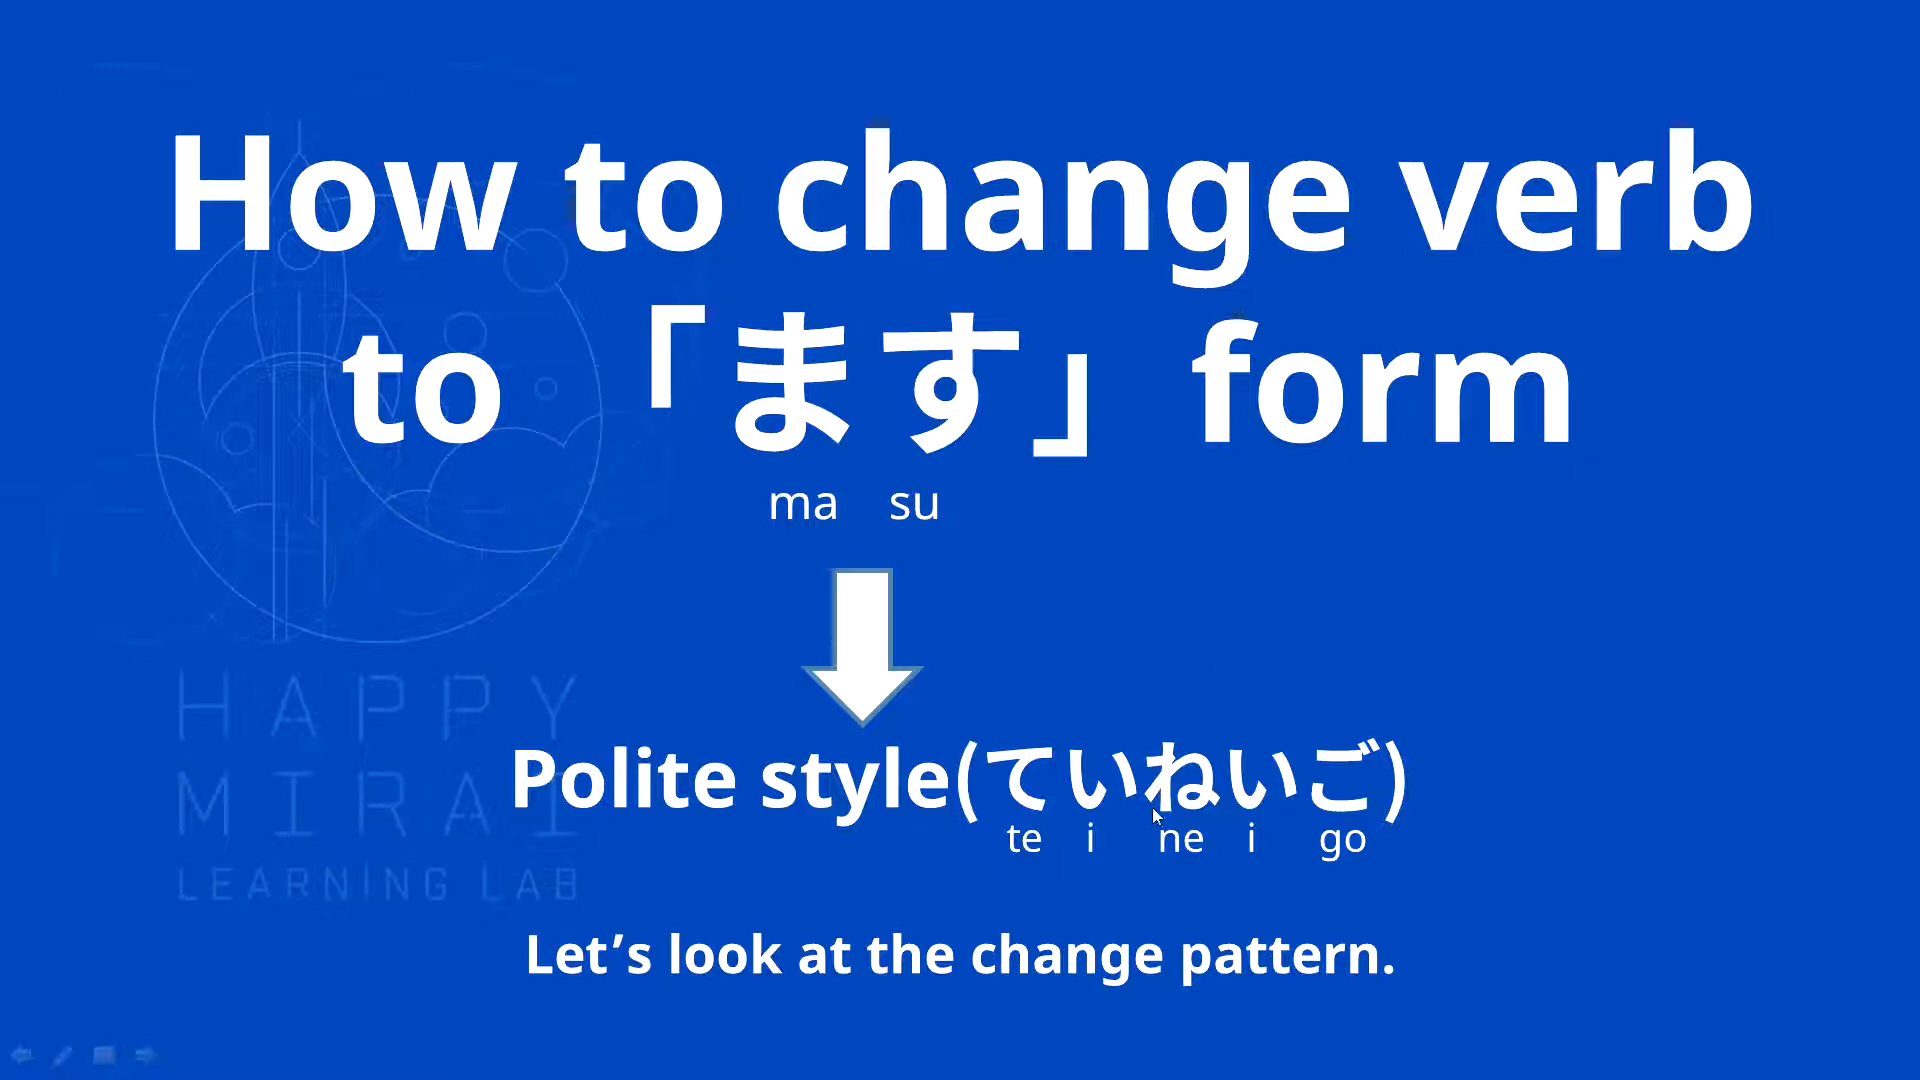 How to change verb
to 「ます」 form
ma su
Polite style(ていねいご)
te i ne i go
Let’s look at the change pattern.
HAPPY
MIRAI
LEARNING LAB